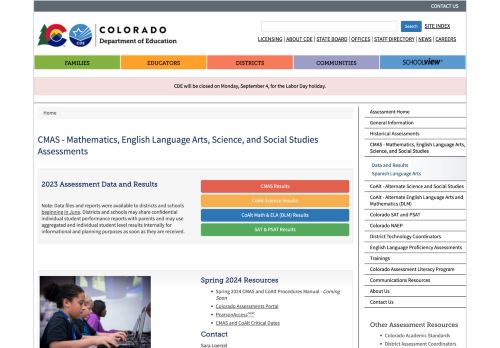 CONTACT US
COLORADO
Department of Education
CDE
Search
SITE INDEX
LICENSING | ABOUT CDE | STATE BOARD | OFFICES | STAFF DIRECTORY | NEWS | CAREERS
FAMILIES
EDUCATORS
DISTRICTS
COMMUNITIES
SCHOOLVIEW
CDE will be closed on Monday, September 4, for the Labor Day holiday.
Home
CMAS - Mathematics, English Language Arts, Science, and Social Studies
Assessments
2023 Assessment Data and Results
Note: Data files and reports were available to districts and schools
beginning in June. Districts and schools may share confidential
individual student performance reports with parents and may use
aggregated and individual student level results internally for
informational and planning purposes as soon as they are received.
CMAS Results
CoAlt Science Results
CoAlt Math & ELA (DLM) Results
SAT & PSAT Results
Spring 2024 Resources
• Spring 2024 CMAS and CoAlt Procedures Manual - Coming
Soon
• Colorado Assessments Portal
• PearsonAccessnext
• CMAS and CoAlt Critical Dates
Contact
Sara Loerzel
Assessment Home
General Information
Historical Assessments
CMAS - Mathematics, English Language Arts,
Science, and Social Studies
Data and Results
Spanish Language Arts
CoAlt - Alternate Science and Social Studies
CoAlt - Alternate English Language Arts and
Mathematics (DLM)
Colorado SAT and PSAT
Colorado NAEP
District Technology Coordinators
English Language Proficiency Assessments
Trainings
Colorado Assessment Literacy Program
Communications Resources
About Us
Contact Us
Other Assessment Resources
• Colorado Academic Standards
• District Assessment Coordinators